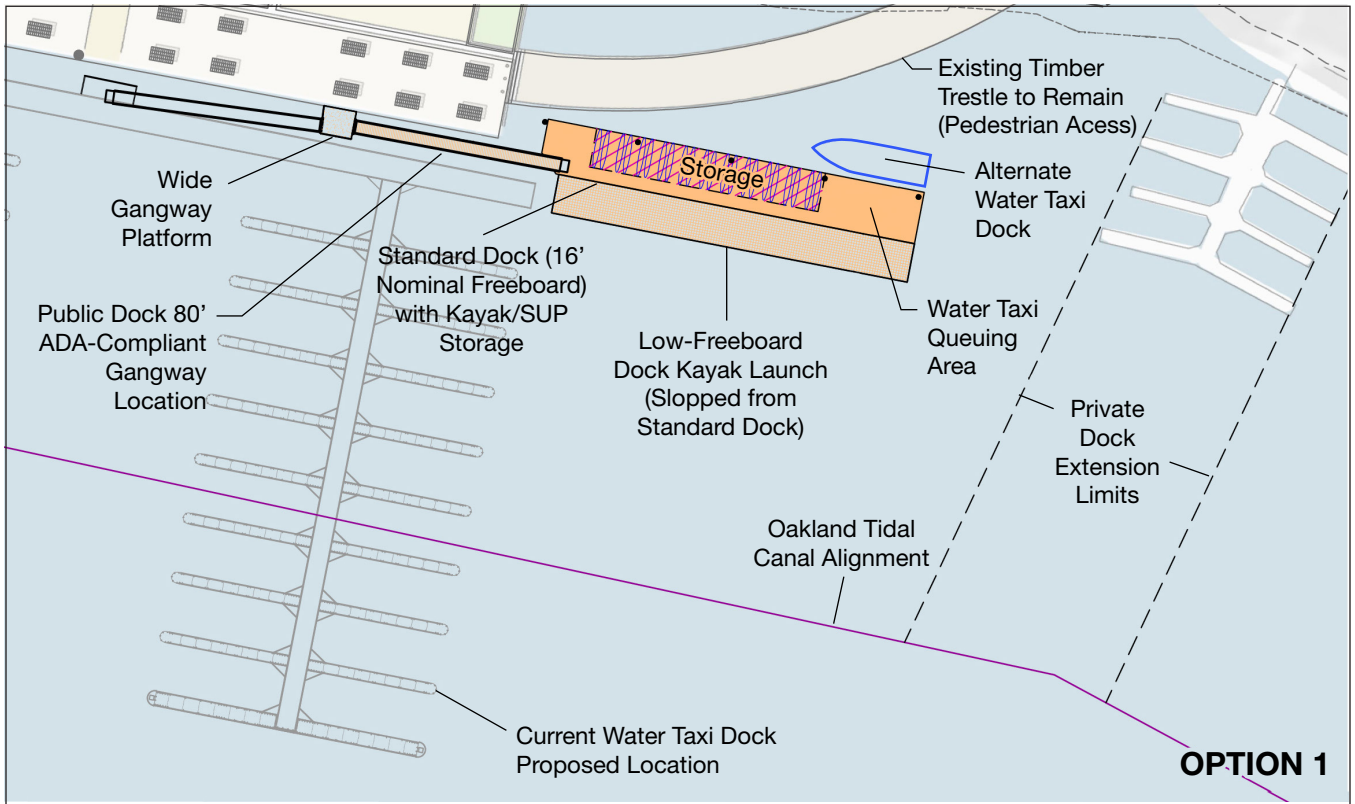 Existing Timber
Trestle to Remain
(Pedestrian Acess)
Alternate
Water Taxi
Dock
Storage
Wide
Gangway
Platform
Standard Dock (16'
Nominal Freeboard)
with Kayak/SUP
Storage
Public Dock 80'
ADA-Compliant
Gangway
Location
Low-Freeboard
Dock Kayak Launch
(Slopped from
Standard Dock)
Water Taxi
Queuing
Area
Private
Dock
Extension
Limits
Oakland Tidal
Canal Alignment
Current Water Taxi Dock
Proposed Location
OPTION 1